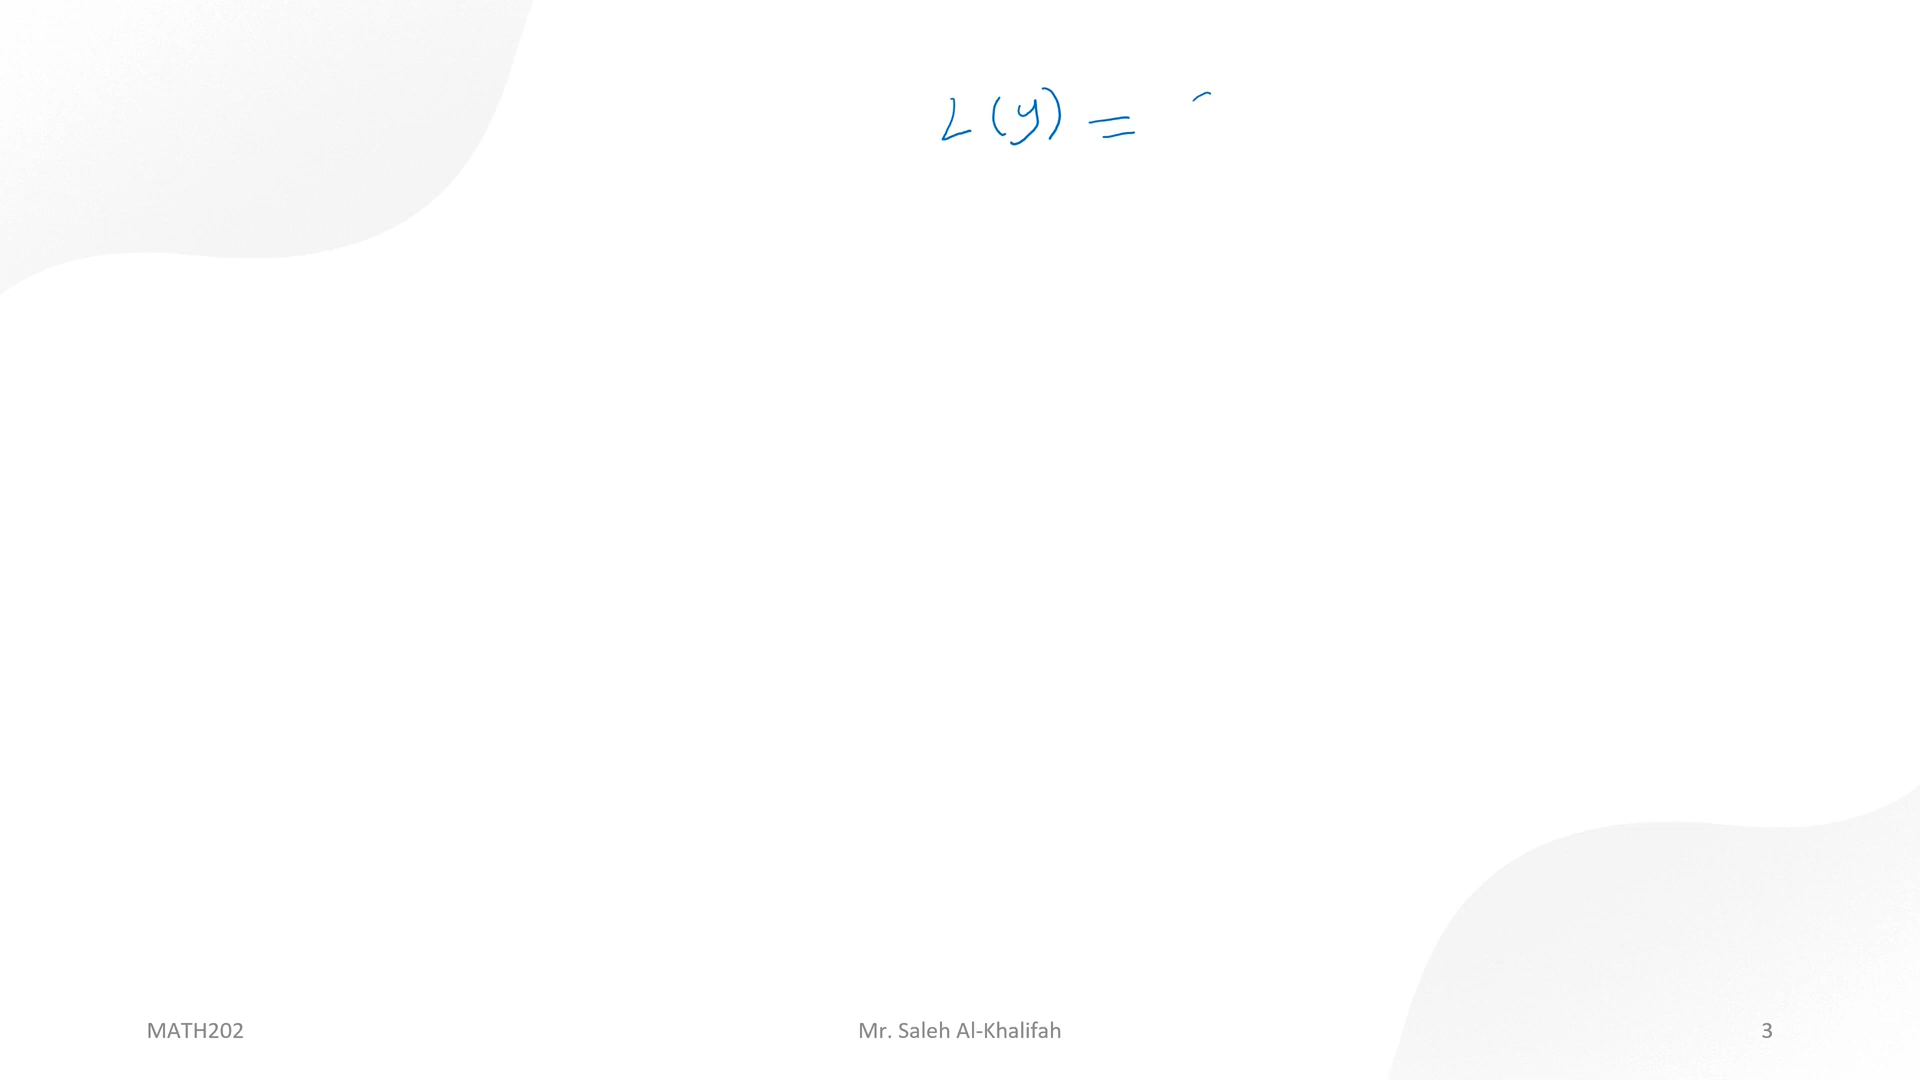 L(y) =
MATH202
Mr. Saleh Al-Khalifah
3